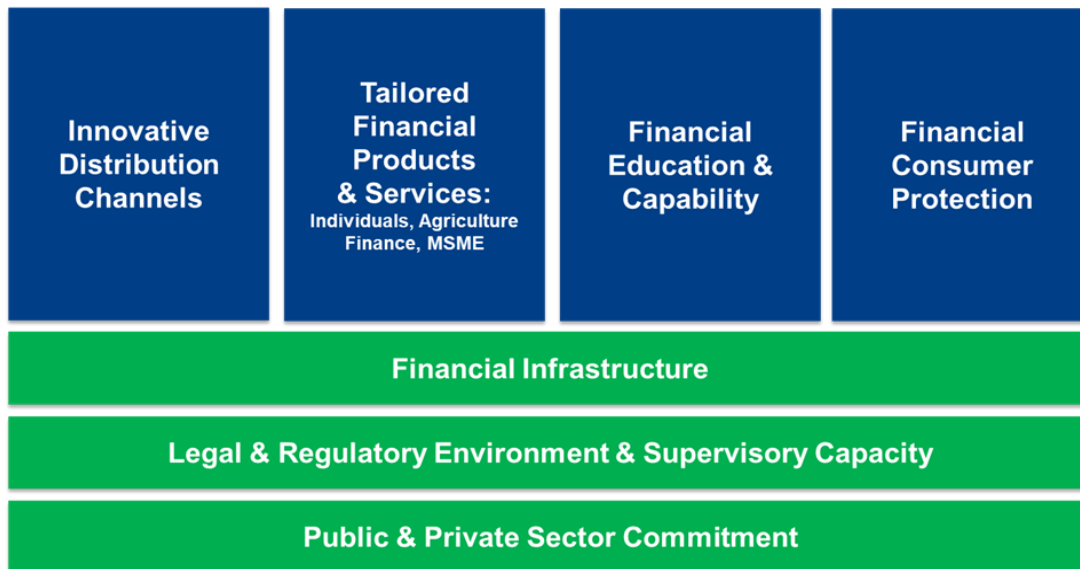 Innovative
Distribution
Channels
Tailored
Financial
Products
& Services:
Individuals, Agriculture
Finance, MSME
Financial
Education &
Capability
Financial
Consumer
Protection
Financial Infrastructure
Legal & Regulatory Environment & Supervisory Capacity
Public & Private Sector Commitment